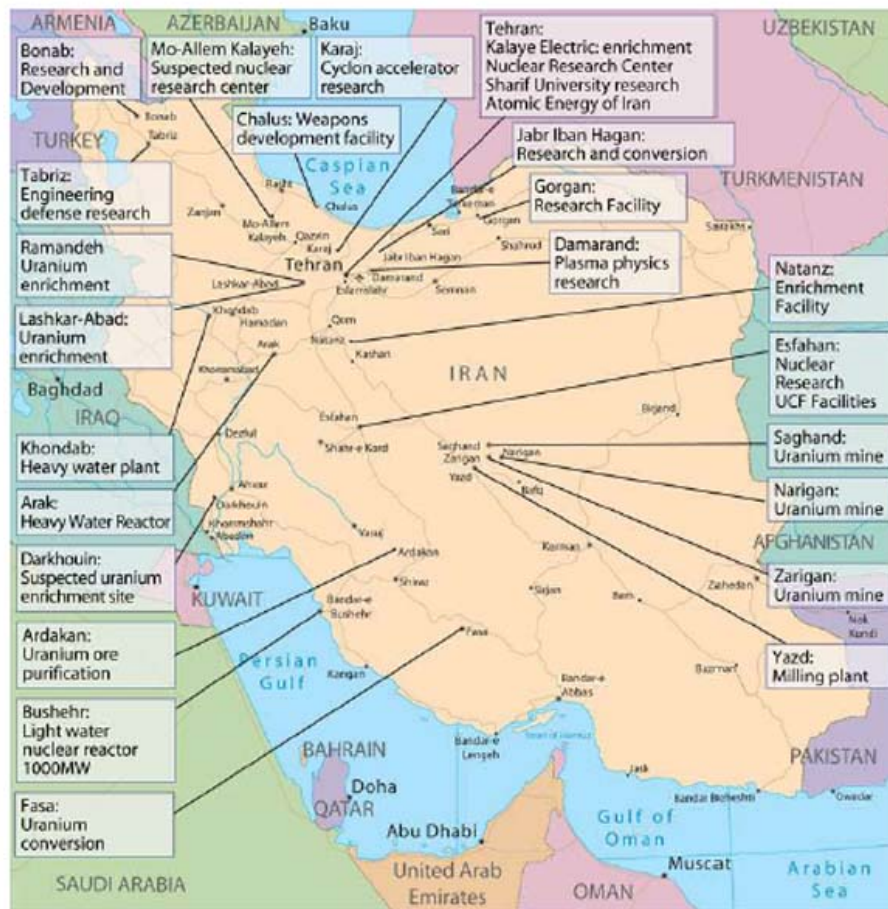 ARMENIA
AZERBAIJAN
Baku
UZBEKISTAN
Bonab:
Research and
Development
Mo-Allem Kalayeh:
Suspected nuclear
research center
Karaj:
Cyclon accelerator
research
Tehran:
Kalaye Electric: enrichment
Nuclear Research Center
Sharif University research
Atomic Energy of Iran
Chalus: Weapons
development facility
Jabr Iban Hagan:
Research and conversion
TURKEY
Bonab
Tabriz
Caspian
Sea
TURKMENISTAN
Tabriz:
Engineering
defense research
Gorgan:
Research Facility
Rasht
Chalus
Bandar-e
Torkeman
Gorgan
Zanjan
Mo-Allem
Kalayeh
Qazvin
Karaj
Sari
Shahrud
Sarakhs
Ramandeh
Uranium
enrichment
Tehran
Jabr Iban Hagan
Damarand
Eslamshahr
Semnan
Damarand:
Plasma physics
research
Natanz:
Enrichment
Facility
Lashkar-Abad
Lashkar-Abad:
Uranium
enrichment
Khondab
Hamadan
Qom
Natanz
Arak
Kashan
Esfahan:
Nuclear
Research
UCF Facilities
Baghdad
IRAQ
Khorramabad
IRAN
Esfahan
Birjand
Dezful
Shahr-e Kord
Saghand
Zarigan
Narigan
Yazd
Bafq
Saghand:
Uranium mine
Khondab:
Heavy water plant
Narigan:
Uranium mine
Arak:
Heavy Water Reactor
Ahvaz
Darkhouin
Khorramshahr
Abadan
Yasuj
Ardakan
Kerman
AFGHANISTAN
Darkhouin:
Suspected uranium
enrichment site
Zarigan:
Uranium mine
KUWAIT
Shiraz
Sirjan
Bam
Zahedan
Bandar-e
Bushehr
Nok
Kundi
Ardakan:
Uranium ore
purification
Fasa
Yazd:
Milling plant
Persian
Gulf
Kangan
Bandar-e
Abbas
Bushehr:
Light water
nuclear reactor
1000MW
Bandar-e
Lengeh
BAHRAIN
PAKISTAN
Doha
QATAR
Jask
Gwadar
Fasa:
Uranium
conversion
Abu Dhabi
Gulf of
Oman
Muscat
Arabian
Sea
SAUDI ARABIA
United Arab
Emirates
OMAN